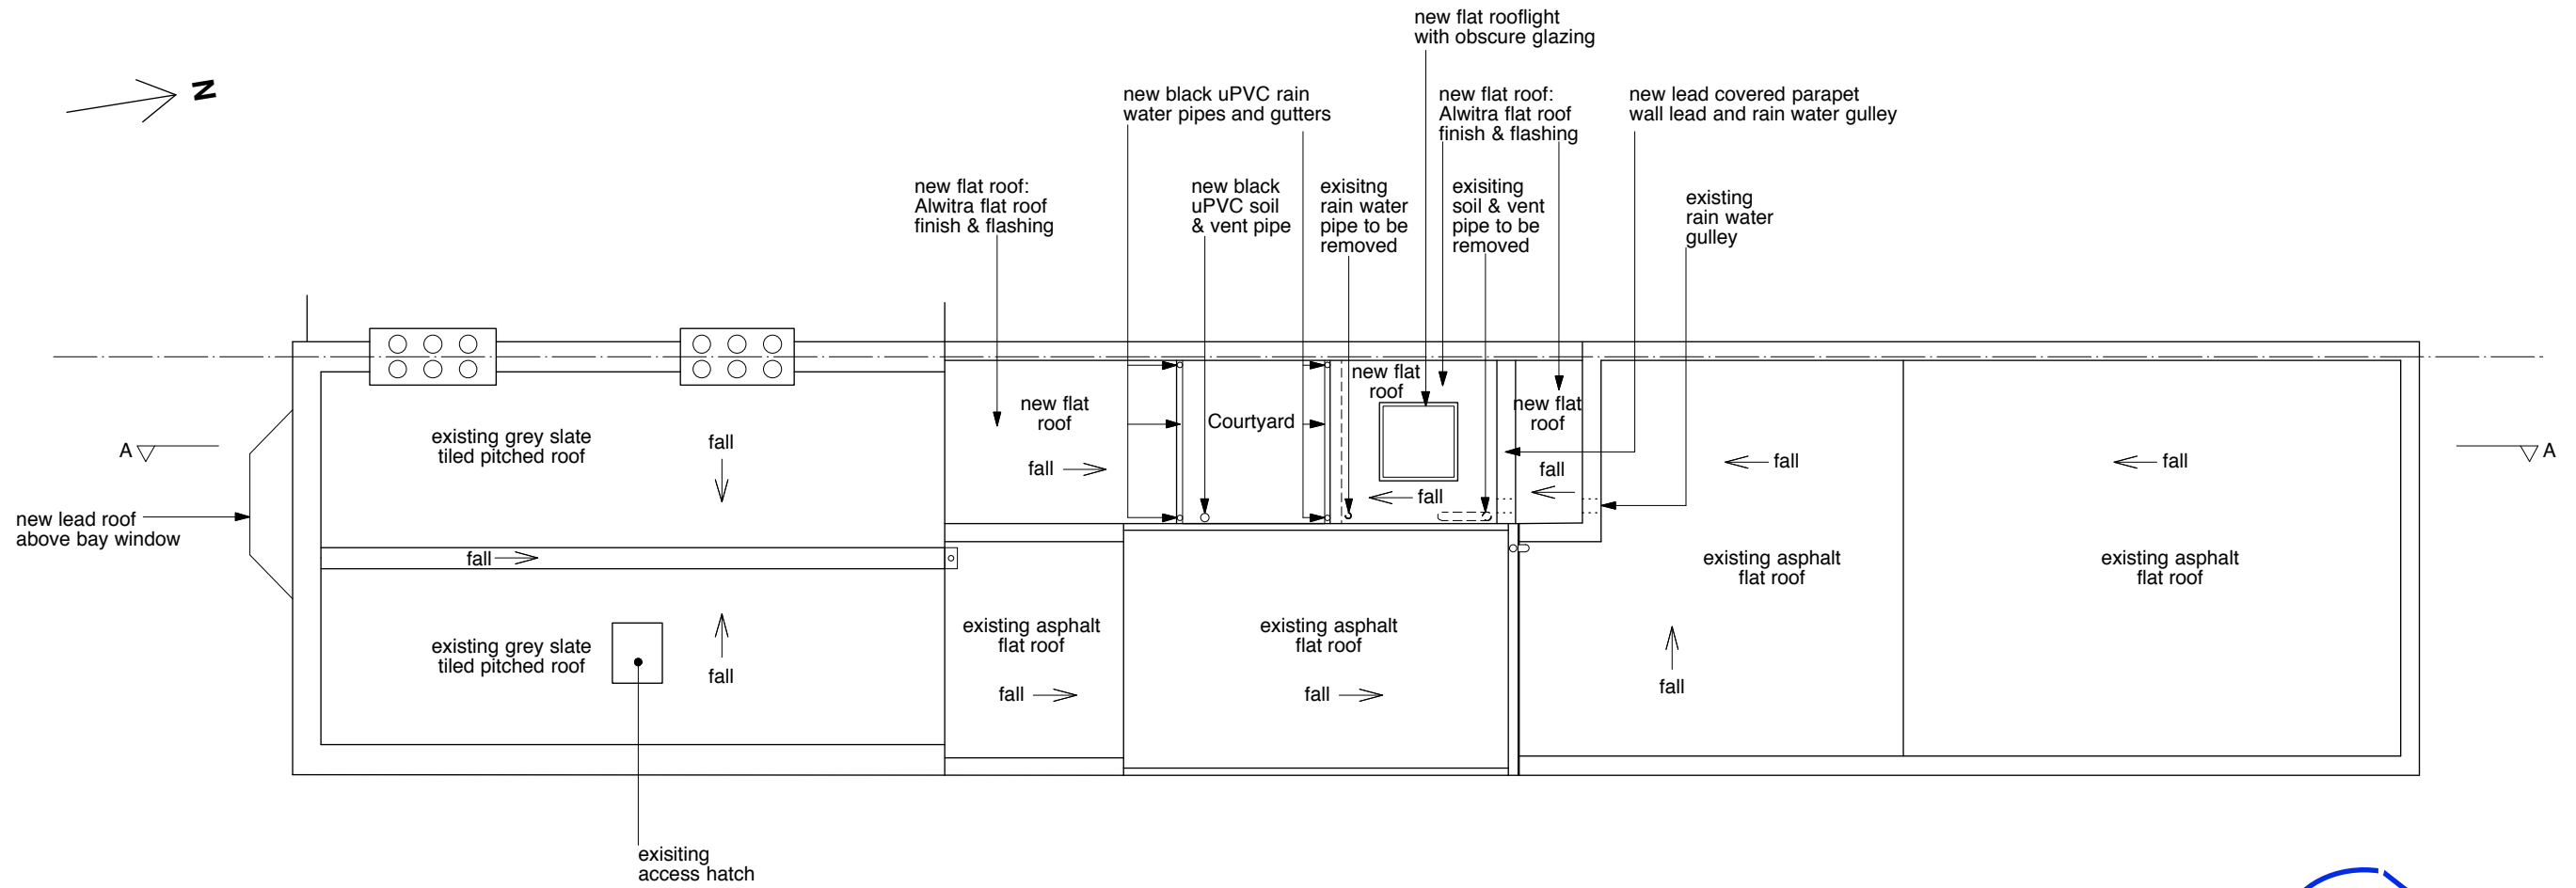 new flat rooflight
with obscure glazing
N
new black uPVC rain
water pipes and gutters
new flat roof:
Alwitra flat roof
finish & flashing
new lead covered parapet
wall lead and rain water gulley
new flat roof:
Alwitra flat roof
finish & flashing
new black
uPVC soil
& vent pipe
exisitng
rain water
pipe to be
removed
exisiting
soil & vent
pipe to be
removed
existing
rain water
gulley
new flat
roof
new flat
roof
new flat
roof
Courtyard
existing grey slate
tiled pitched roof
fall
A
fall
fall
fall
fall
fall
A
new lead roof
above bay window
fall
existing asphalt
flat roof
existing asphalt
flat roof
existing grey slate
tiled pitched roof
fall
existing asphalt
flat roof
fall
existing asphalt
flat roof
fall
fall
exisiting
access hatch